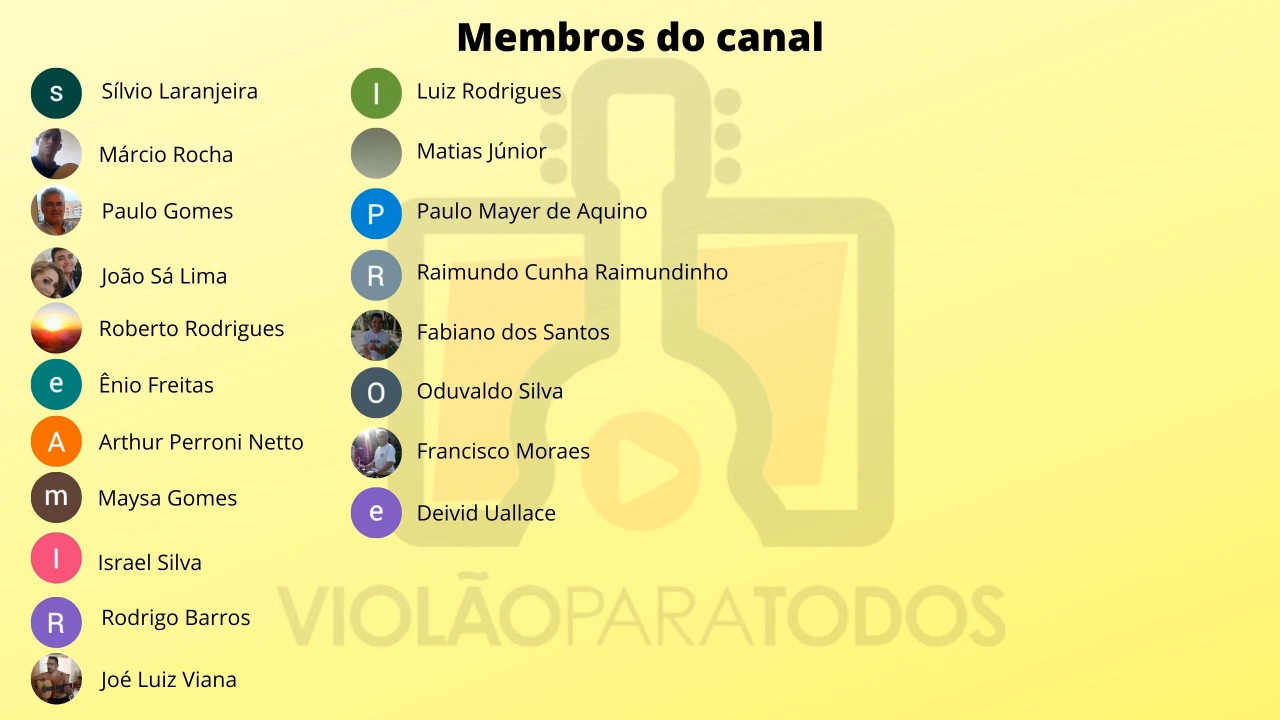 Membros do canal
s Sílvio Laranjeira
Márcio Rocha
Paulo Gomes
João Sá Lima
Roberto Rodrigues
e Ênio Freitas
A Arthur Perroni Netto
m Maysa Gomes
I Israel Silva
R Rodrigo Barros
Joé Luiz Viana
l Luiz Rodrigues
Matias Júnior
P Paulo Mayer de Aquino
R Raimundo Cunha Raimundinho
Fabiano dos Santos
O Oduvaldo Silva
Francisco Moraes
e Deivid Uallace
VIOLÃOPARATODOS